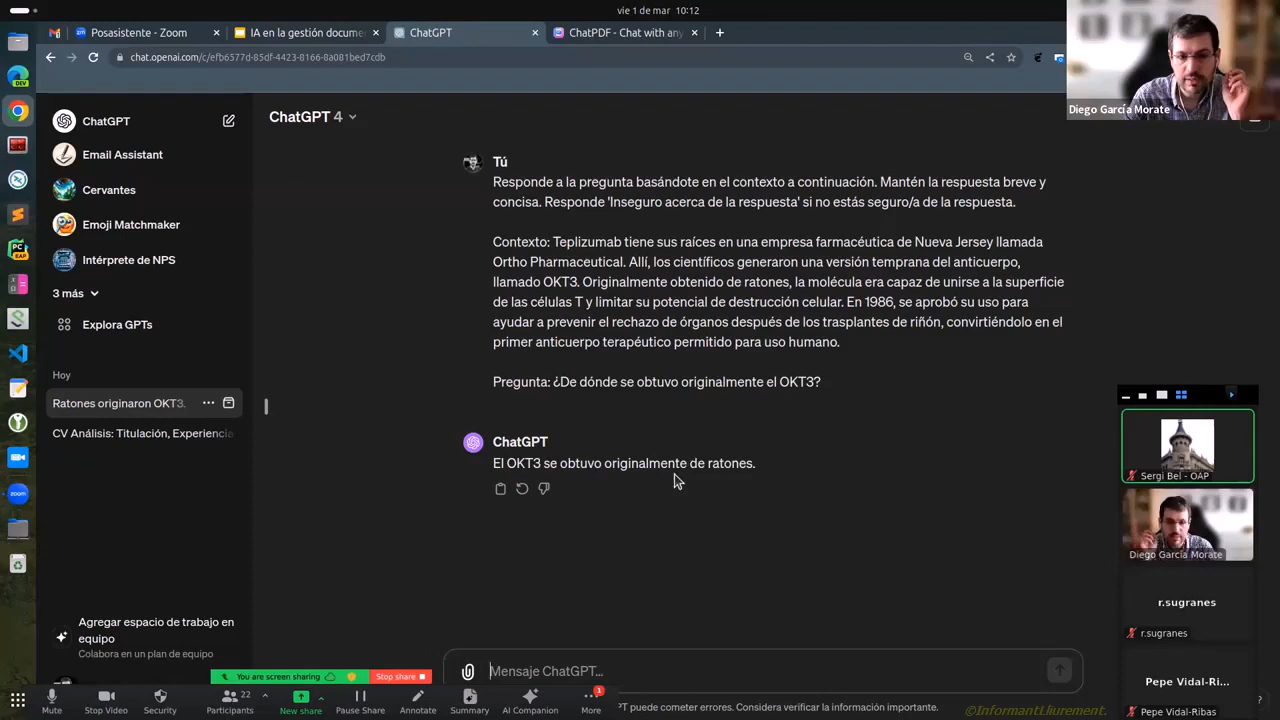 vie 1 de mar 10:12
Posasistente - Zoom
IA en la gestión docume
ChatGPT
ChatPDF - Chat with any
chat.openai.com/c/efb6577d-85df-4423-8166-8a081bed7cdb
Diego García Morate
ChatGPT
Email Assistant
Cervantes
Emoji Matchmaker
Intérprete de NPS
3 más
Explora GPTs
Hoy
Ratones originaron OKT3.
CV Análisis: Titulación, Experiencia
Agregar espacio de trabajo en
equipo
Colabora en un plan de equipo
ChatGPT 4
Tú
Responde a la pregunta basándote en el contexto a continuación. Mantén la respuesta breve y
concisa. Responde 'Inseguro acerca de la respuesta' si no estás seguro/a de la respuesta.
Contexto: Teplizumab tiene sus raíces en una empresa farmacéutica de Nueva Jersey llamada
Ortho Pharmaceutical. Allí, los científicos generaron una versión temprana del anticuerpo,
llamado OKT3. Originalmente obtenido de ratones, la molécula era capaz de unirse a la superficie
de las células T y limitar su potencial de destrucción celular. En 1986, se aprobó su uso para
ayudar a prevenir el rechazo de órganos después de los trasplantes de riñón, convirtiéndolo en el
primer anticuerpo terapéutico permitido para uso humano.
Pregunta: ¿De dónde se obtuvo originalmente el OKT3?
ChatGPT
El OKT3 se obtuvo originalmente de ratones.
Mensaje ChatGPT...
PT puede cometer errores. Considera verificar la información importante.
Sergi Bel - OAP
Diego García Morate
r.sugranes
r.sugranes
Pepe Vidal-Ri...
Pepe Vidal-Ribas
You are screen sharing
Stop share
Mute
Stop Video
Security
22
Participants
New share
Pause Share
Annotate
Summary
AI Companion
1
More
©InformantLliurement.
DEV
PC
EAP
zoom